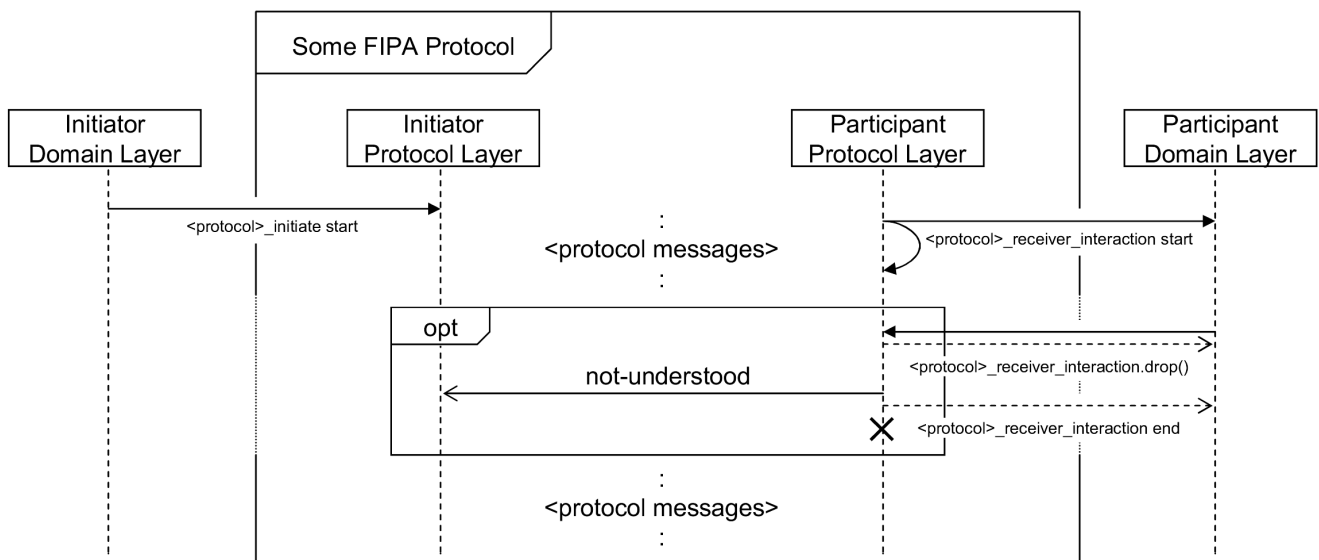 Some FIPA Protocol
Initiator
Domain Layer
Initiator
Protocol Layer
Participant
Protocol Layer
Participant
Domain Layer
<protocol>_initiate start
:
<protocol messages>
:
<protocol>_receiver_interaction start
opt
<protocol>_receiver_interaction.drop()
not-understood
<protocol>_receiver_interaction end
:
<protocol messages>
: